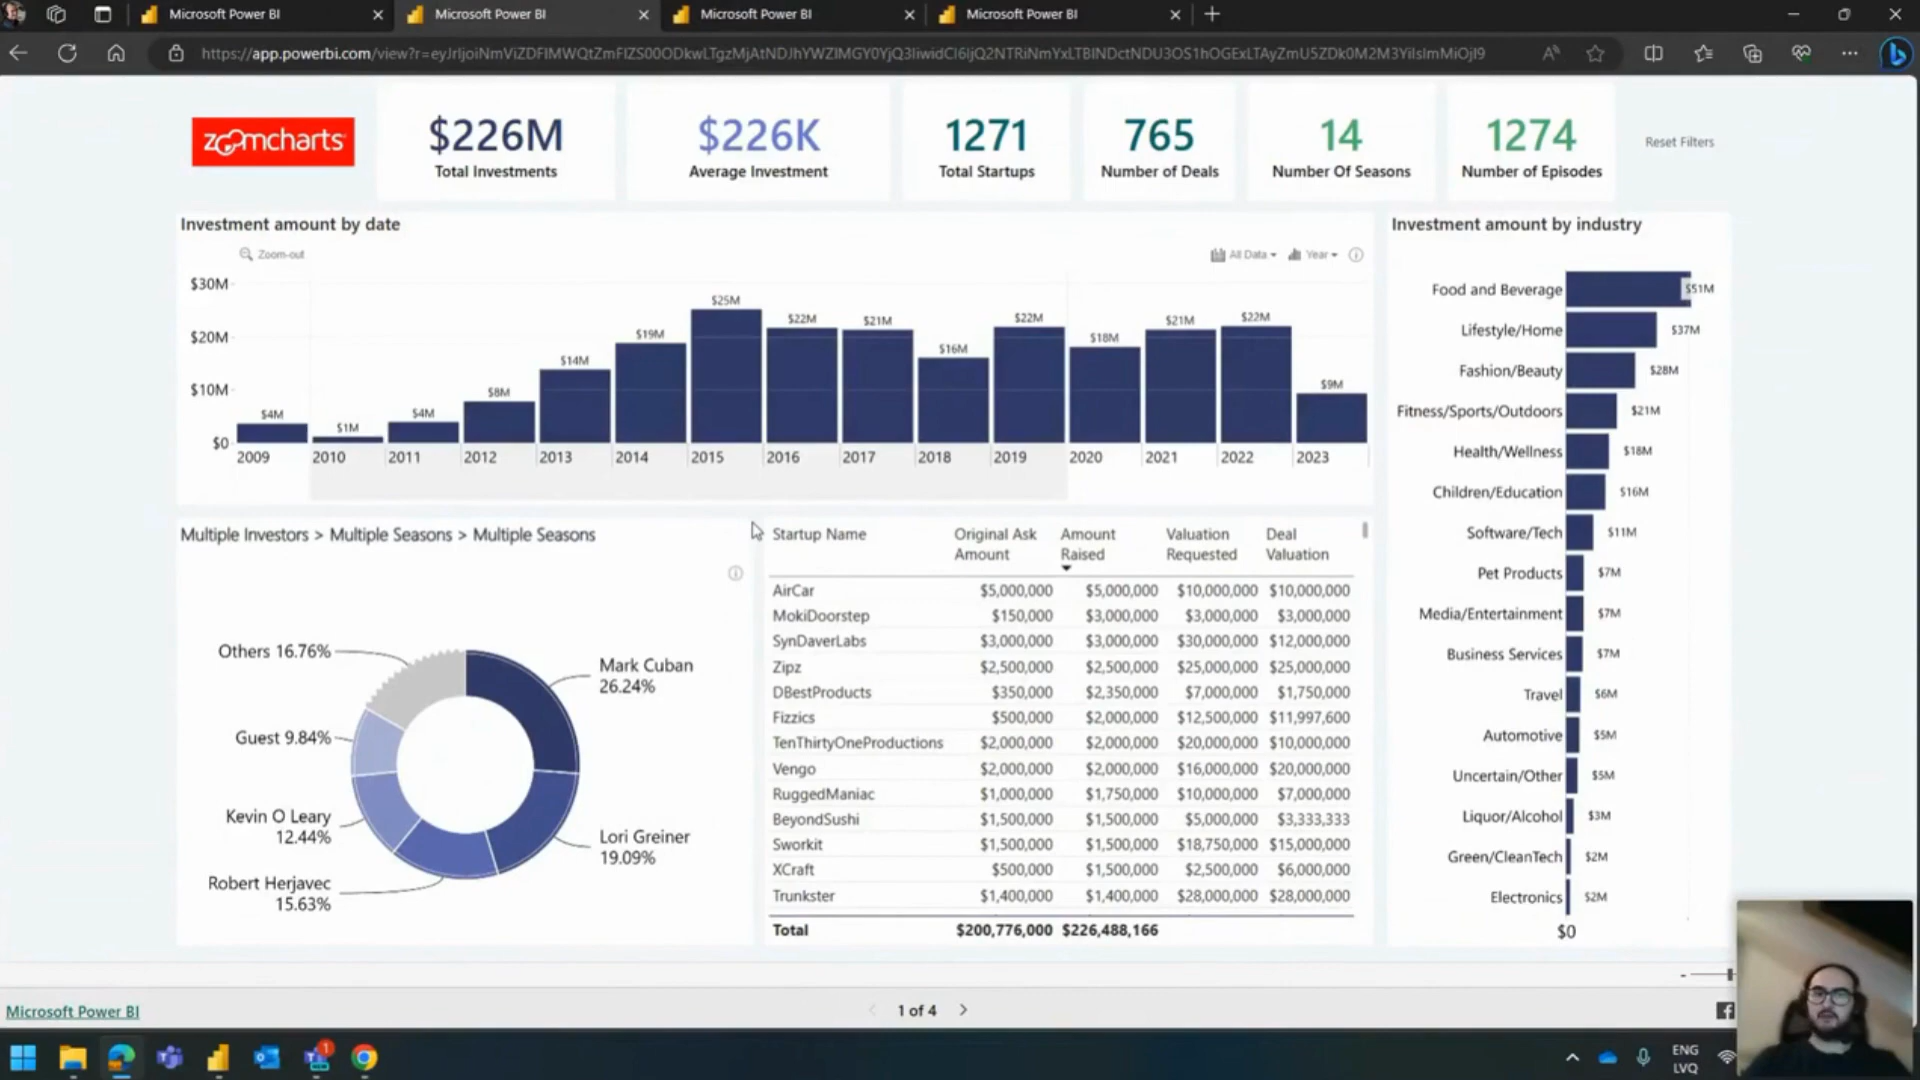 Microsoft Power BI
Microsoft Power BI
Microsoft Power BI
Microsoft Power BI
zoomcharts
$226M
Total Investments
$226K
Average Investment
1271
Total Startups
765
Number of Deals
14
Number Of Seasons
1274
Number of Episodes
Reset Filters
Investment amount by date
Zoom-out
All Data
Year
$30M
$20M
$10M
$0
$4M
$1M
$4M
$8M
$14M
$19M
$25M
$22M
$21M
$16M
$22M
$18M
$21M
$22M
$9M
2009 2010 2011 2012 2013 2014 2015 2016 2017 2018 2019 2020 2021 2022 2023
Investment amount by industry
Food and Beverage $51M
Lifestyle/Home $37M
Fashion/Beauty $28M
Fitness/Sports/Outdoors $21M
Health/Wellness $18M
Children/Education $16M
Software/Tech $11M
Pet Products $7M
Media/Entertainment $7M
Business Services $7M
Travel $6M
Automotive $5M
Uncertain/Other $5M
Liquor/Alcohol $3M
Green/CleanTech $2M
Electronics $2M
$0
Multiple Investors > Multiple Seasons > Multiple Seasons
Others 16.76%
Guest 9.84%
Kevin O Leary
12.44%
Robert Herjavec
15.63%
Mark Cuban
26.24%
Lori Greiner
19.09%
Startup Name Original Ask Amount Amount Raised Valuation Requested Deal Valuation
AirCar $5,000,000 $5,000,000 $10,000,000 $10,000,000
MokiDoorstep $150,000 $3,000,000 $3,000,000 $3,000,000
SynDaverLabs $3,000,000 $3,000,000 $30,000,000 $12,000,000
Zipz $2,500,000 $2,500,000 $25,000,000 $25,000,000
DBestProducts $350,000 $2,350,000 $7,000,000 $1,750,000
Fizzics $500,000 $2,000,000 $12,500,000 $11,997,600
TenThirtyOneProductions $2,000,000 $2,000,000 $20,000,000 $10,000,000
Vengo $2,000,000 $2,000,000 $16,000,000 $20,000,000
RuggedManiac $1,000,000 $1,750,000 $10,000,000 $7,000,000
BeyondSushi $1,500,000 $1,500,000 $5,000,000 $3,333,333
Sworkit $1,500,000 $1,500,000 $18,750,000 $15,000,000
XCraft $500,000 $1,500,000 $2,500,000 $6,000,000
Trunkster $1,400,000 $1,400,000 $28,000,000 $28,000,000
Total $200,776,000 $226,488,166
Microsoft Power BI
1 of 4
1
ENG
LVQ